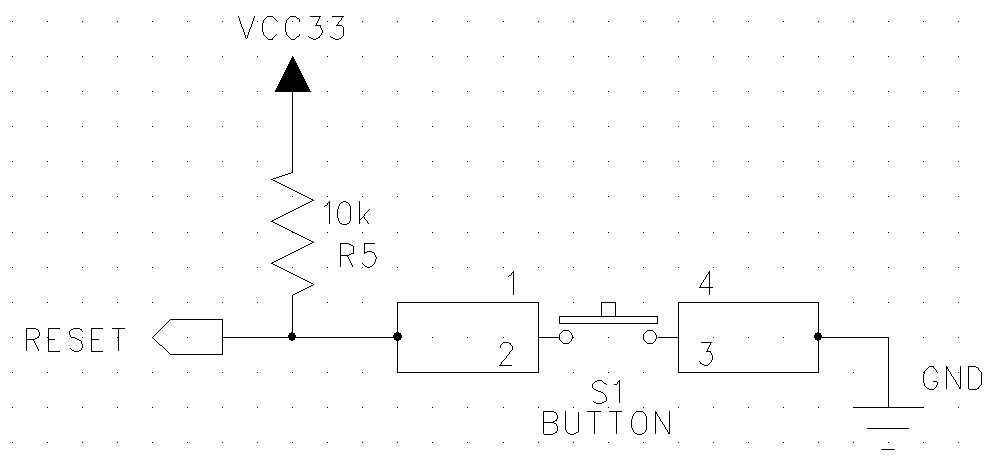 VCC33
10k
R5
1
4
RESET
2
3
S1
GND
BUTTON